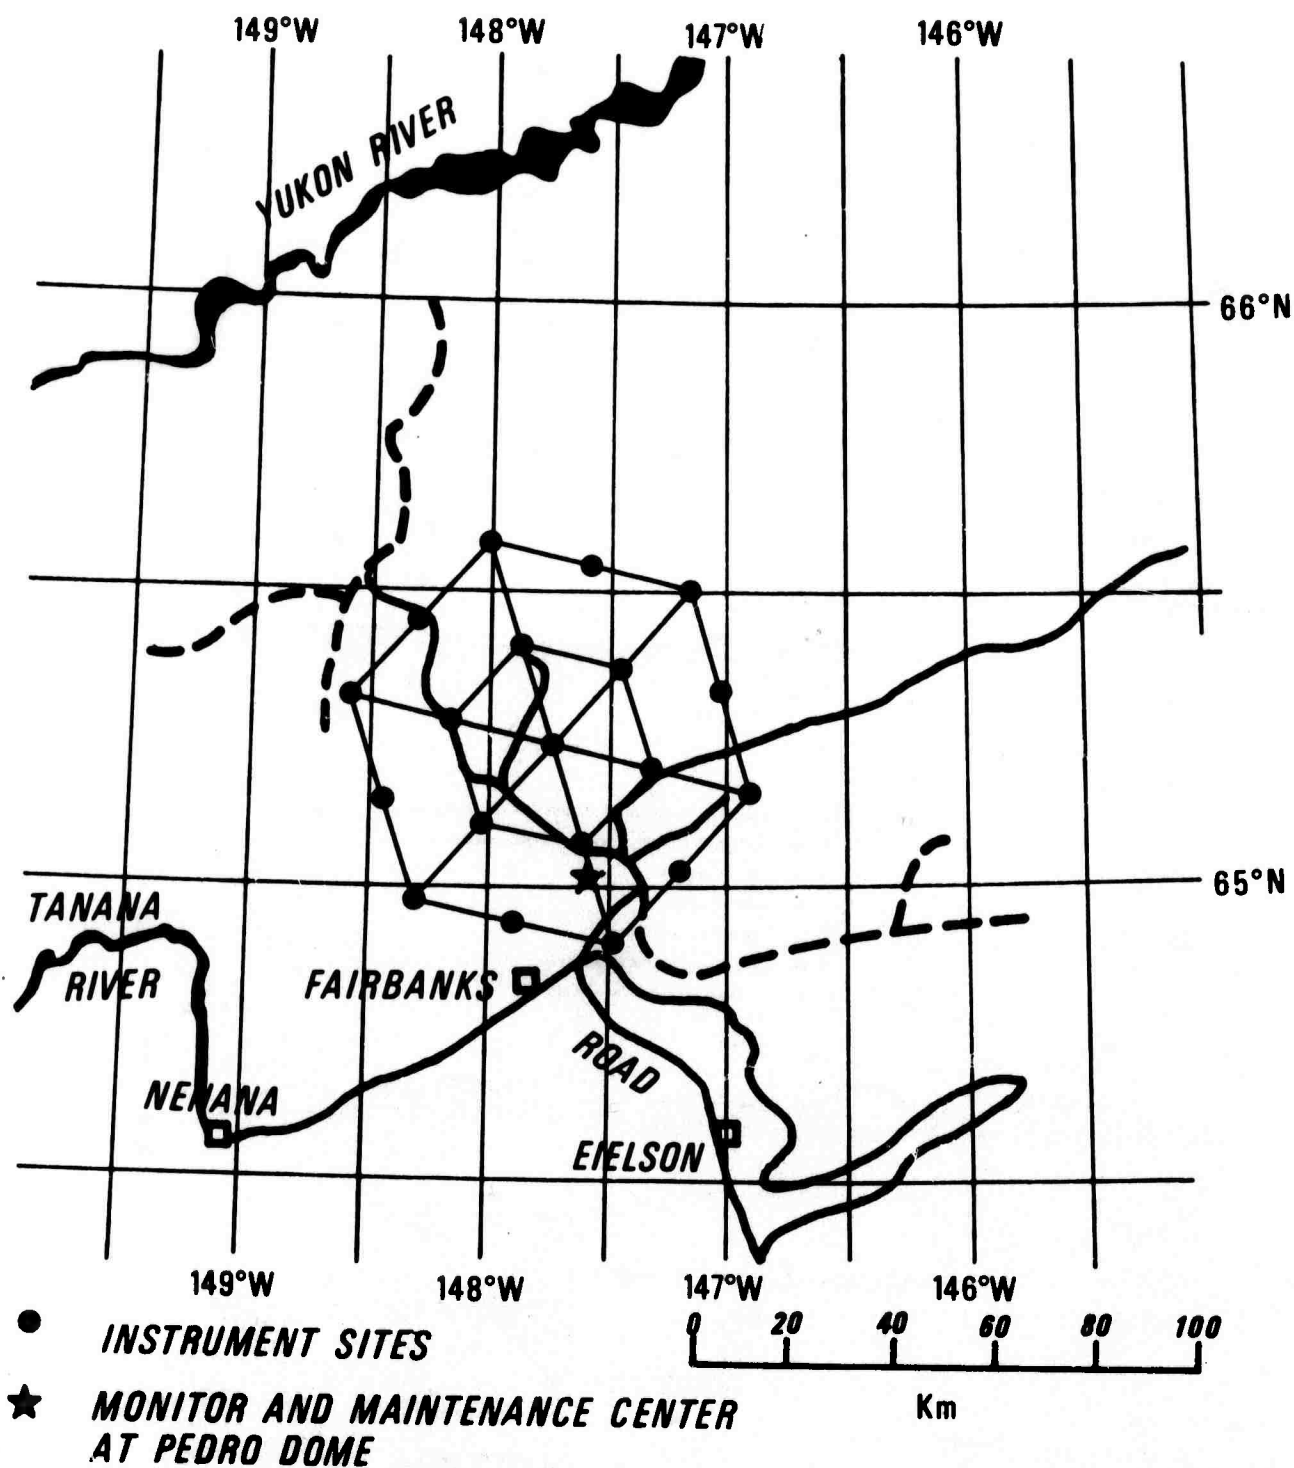 149°W 148°W 147°W 146°W
YUKON RIVER
66°N
65°N
TANANA
RIVER
FAIRBANKS
ROAD
NENANA
EIELSON
149°W 148°W 147°W 146°W
0 20 40 60 80 100
Km
INSTRUMENT SITES
MONITOR AND MAINTENANCE CENTER
AT PEDRO DOME